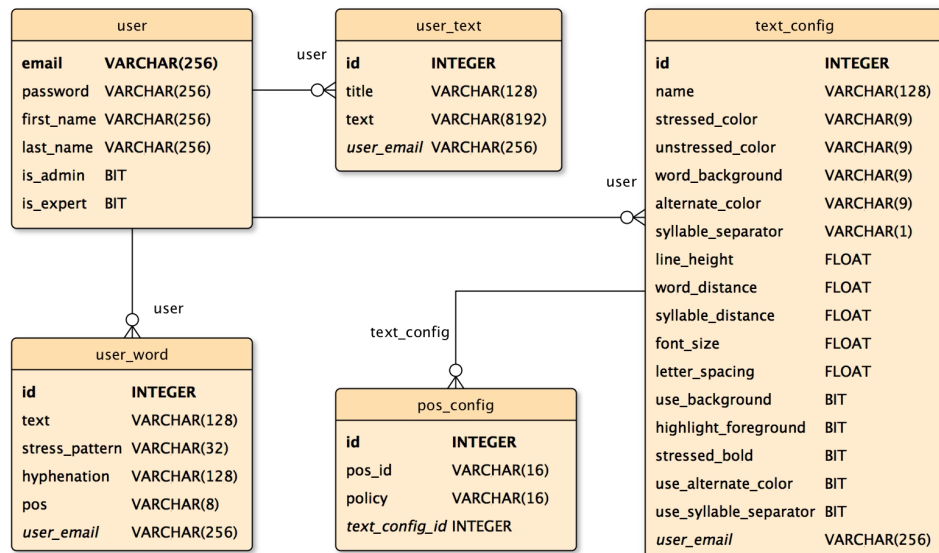 user
email VARCHAR(256)
password VARCHAR(256)
first_name VARCHAR(256)
last_name VARCHAR(256)
is_admin BIT
is_expert BIT
user
user_text
id INTEGER
title VARCHAR(128)
text VARCHAR(8192)
user_email VARCHAR(256)
user
text_config
id INTEGER
name VARCHAR(128)
stressed_color VARCHAR(9)
unstressed_color VARCHAR(9)
word_background VARCHAR(9)
alternate_color VARCHAR(9)
syllable_separator VARCHAR(1)
line_height FLOAT
word_distance FLOAT
syllable_distance FLOAT
font_size FLOAT
letter_spacing FLOAT
use_background BIT
highlight_foreground BIT
stressed_bold BIT
use_alternate_color BIT
use_syllable_separator BIT
user_email VARCHAR(256)
user
user_word
id INTEGER
text VARCHAR(128)
stress_pattern VARCHAR(32)
hyphenation VARCHAR(128)
pos VARCHAR(8)
user_email VARCHAR(256)
text_config
pos_config
id INTEGER
pos_id VARCHAR(16)
policy VARCHAR(16)
text_config_id INTEGER